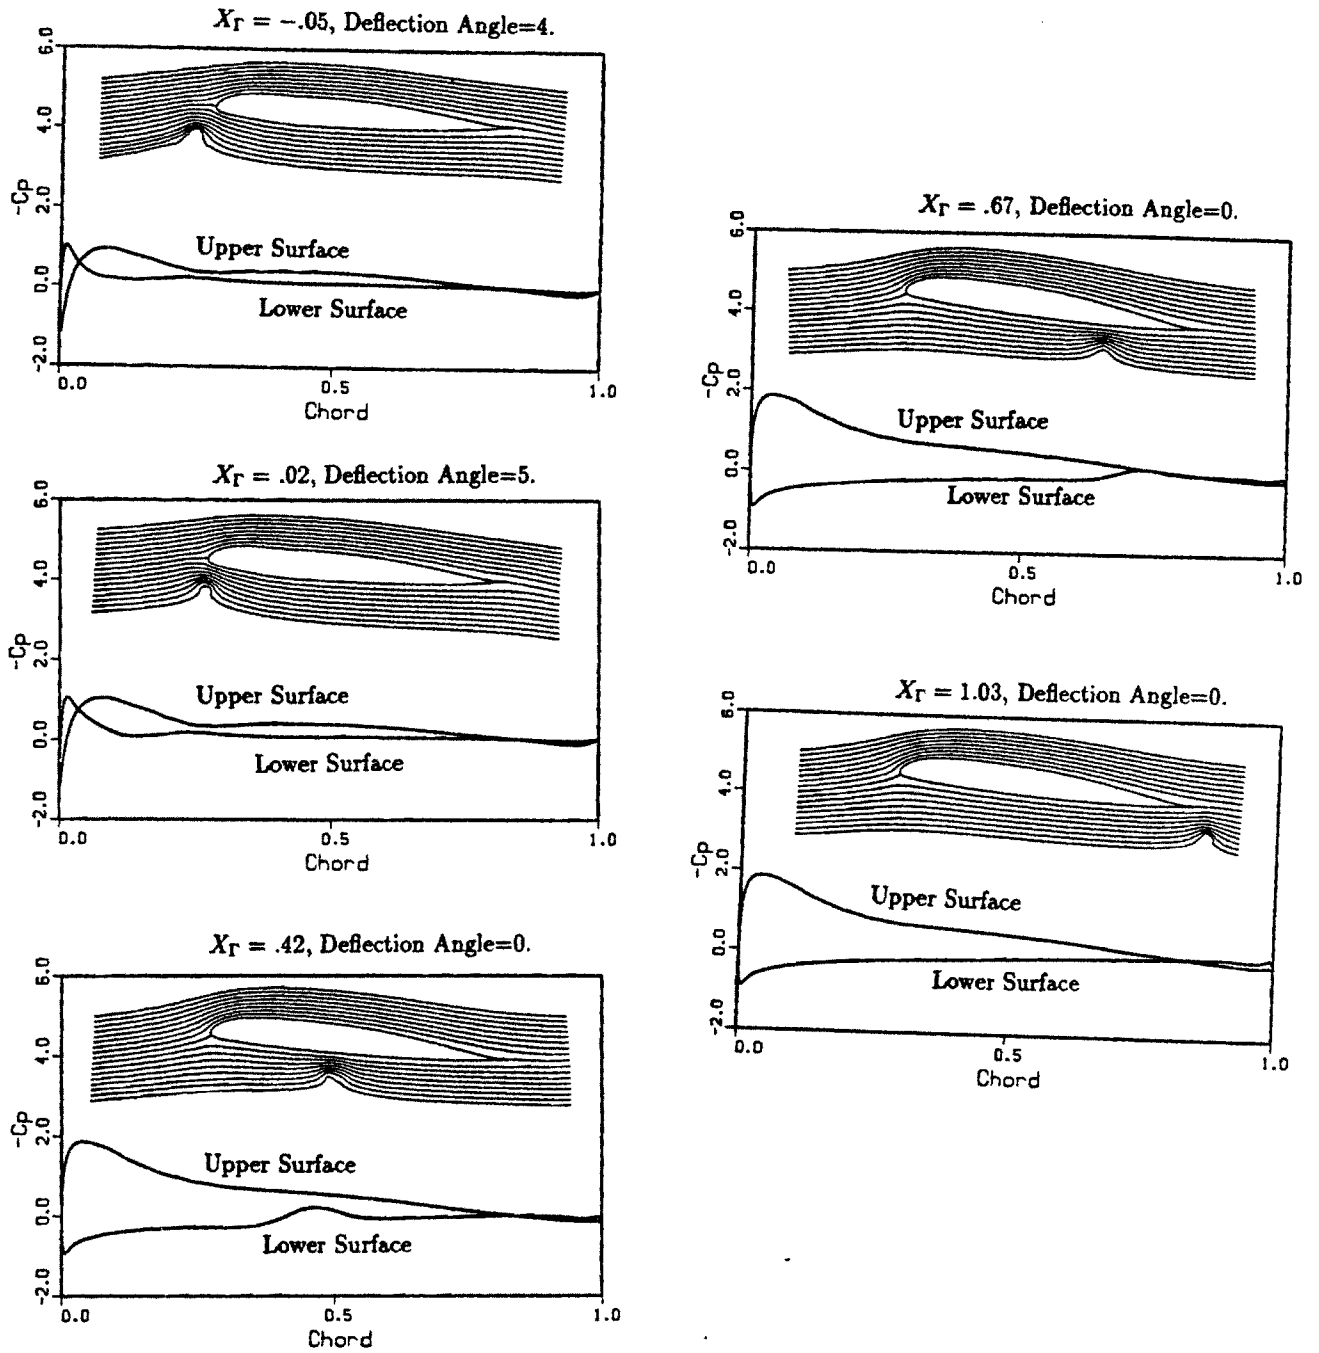 X_Γ = -.05, Deflection Angle=4.
6.0
4.0
-Cp
2.0
Upper Surface
0.0
Lower Surface
-2.0
0.0 0.5 1.0
Chord
X_Γ = .02, Deflection Angle=5.
6.0
4.0
-Cp
2.0
Upper Surface
0.0
Lower Surface
-2.0
0.0 0.5 1.0
Chord
X_Γ = .42, Deflection Angle=0.
6.0
4.0
-Cp
2.0
Upper Surface
0.0
Lower Surface
-2.0
0.0 0.5 1.0
Chord
X_Γ = .67, Deflection Angle=0.
6.0
4.0
-Cp
2.0
Upper Surface
0.0
Lower Surface
-2.0
0.0 0.5 1.0
Chord
X_Γ = 1.03, Deflection Angle=0.
6.0
4.0
-Cp
2.0
Upper Surface
0.0
Lower Surface
-2.0
0.0 0.5 1.0
Chord